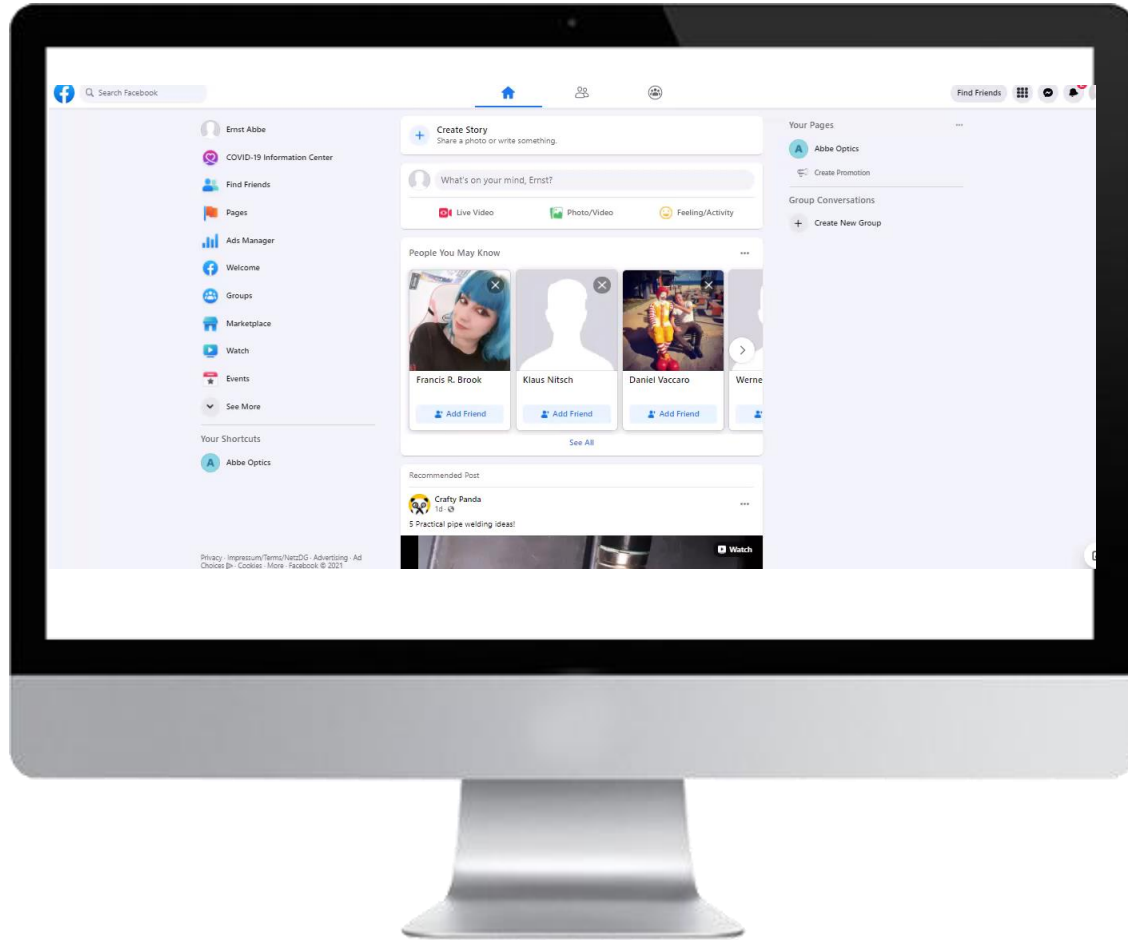 Search Facebook
Find Friends
Ernst Abbe
COVID-19 Information Center
Find Friends
Pages
Ads Manager
Welcome
Groups
Marketplace
Watch
Events
See More
Your Shortcuts
Abbe Optics
Privacy · Impressum/Terms/NetzDG · Advertising · Ad
Choices · Cookies · More · Facebook © 2021
Create Story
Share a photo or write something.
What's on your mind, Ernst?
Live Video
Photo/Video
Feeling/Activity
People You May Know
Francis R. Brook
Klaus Nitsch
Daniel Vaccaro
Werne
Add Friend
Add Friend
Add Friend
See All
Recommended Post
Crafty Panda
1d ·
5 Practical pipe welding ideas!
Watch
Your Pages
A
Abbe Optics
Create Promotion
Group Conversations
Create New Group